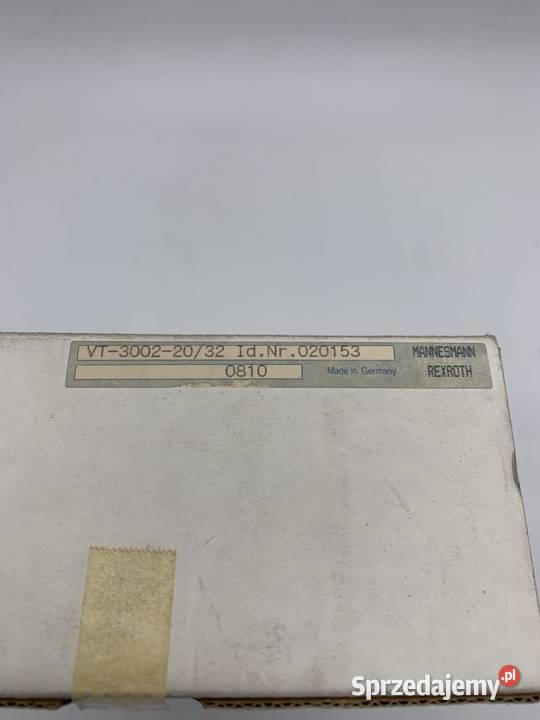 VT-3002-20/32 Id.Nr.020153 MANNESMANN
0810 Made in Germany REXROTH
Sprzedajemy.pl